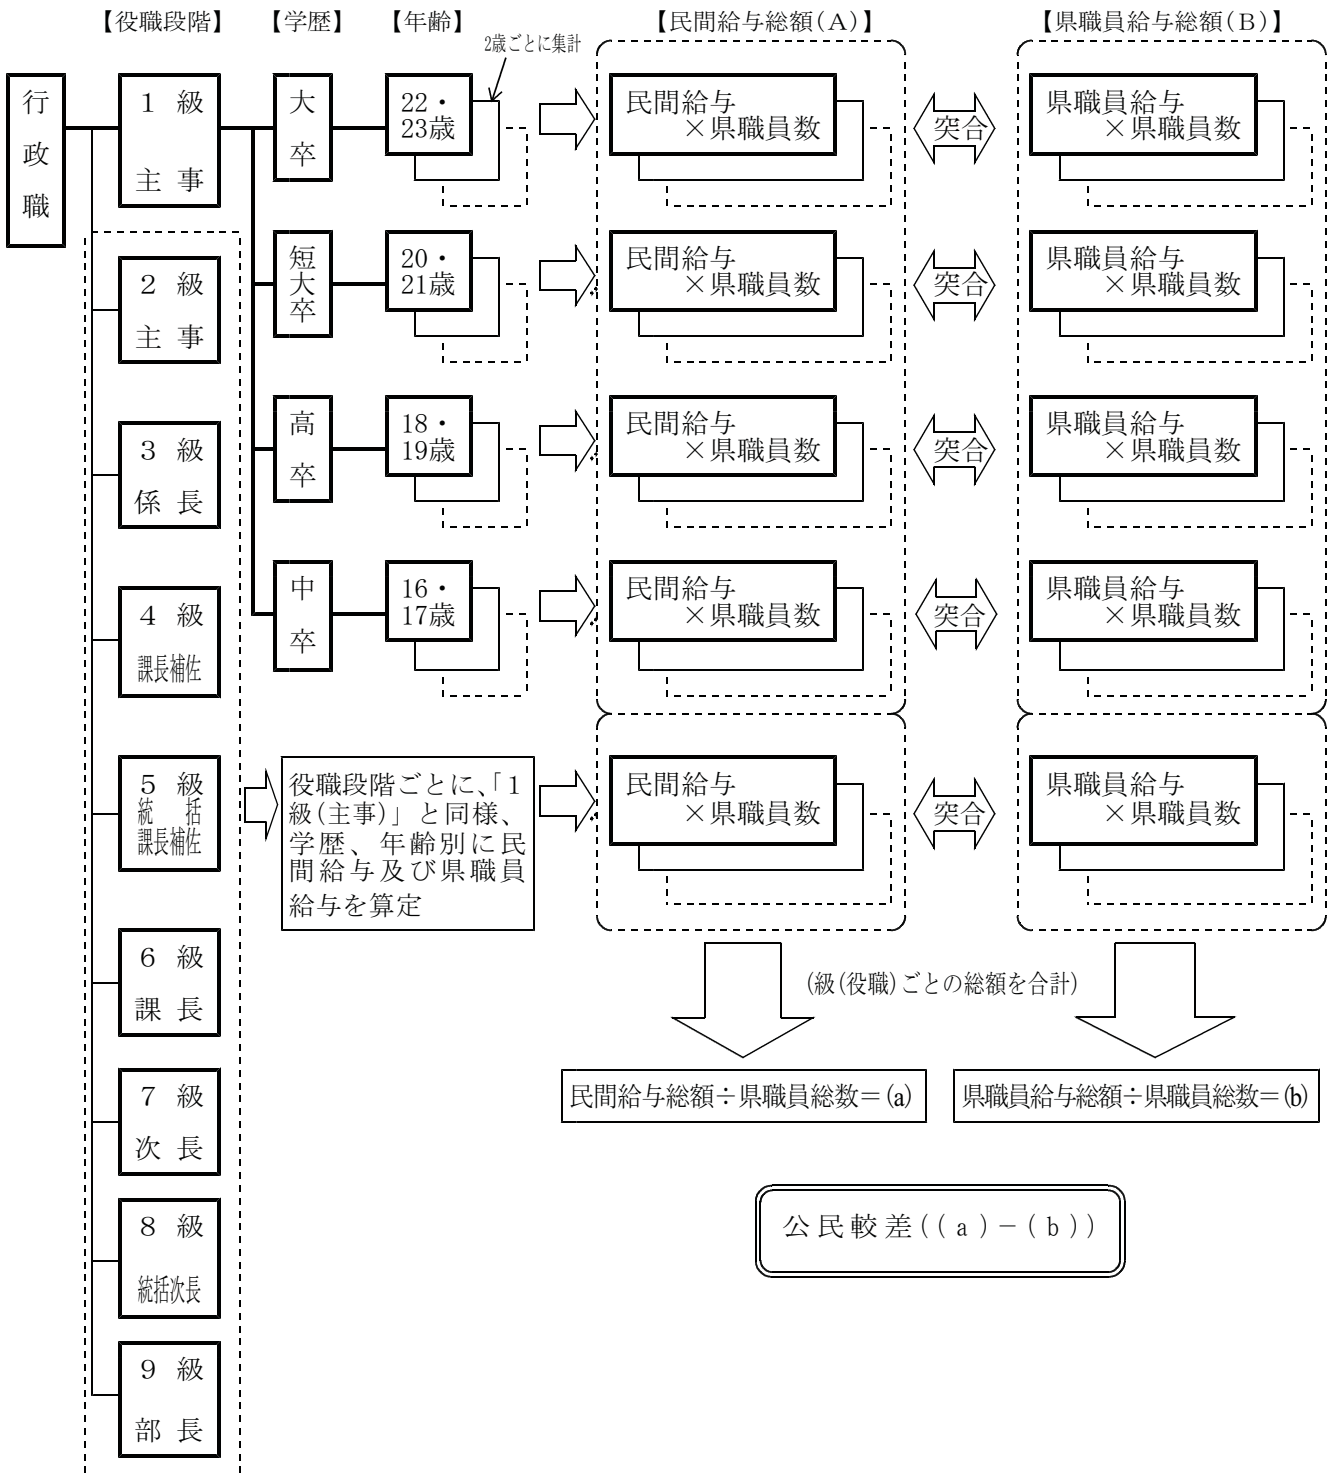 【役職段階】
【学歴】
【年齢】
【民間給与総額(A)】
【県職員給与総額(B)】
2歳ごとに集計
行政職
1 級
主 事
大卒
22・
23歳
民間給与
×県職員数
突合
県職員給与
×県職員数
2 級
主 事
短大卒
20・
21歳
民間給与
×県職員数
突合
県職員給与
×県職員数
3 級
係 長
高卒
18・
19歳
民間給与
×県職員数
突合
県職員給与
×県職員数
4 級
課長補佐
中卒
16・
17歳
民間給与
×県職員数
突合
県職員給与
×県職員数
5 級
統 括
課長補佐
役職段階ごとに、「1
級(主事)」と同様、
学歴、年齢別に民
間給与及び県職員
給与を算定
民間給与
×県職員数
突合
県職員給与
×県職員数
6 級
課 長
(級(役職)ごとの総額を合計)
7 級
次 長
民間給与総額÷県職員総数=(a)
県職員給与総額÷県職員総数=(b)
8 級
統括次長
公民較差((a)-(b))
9 級
部 長